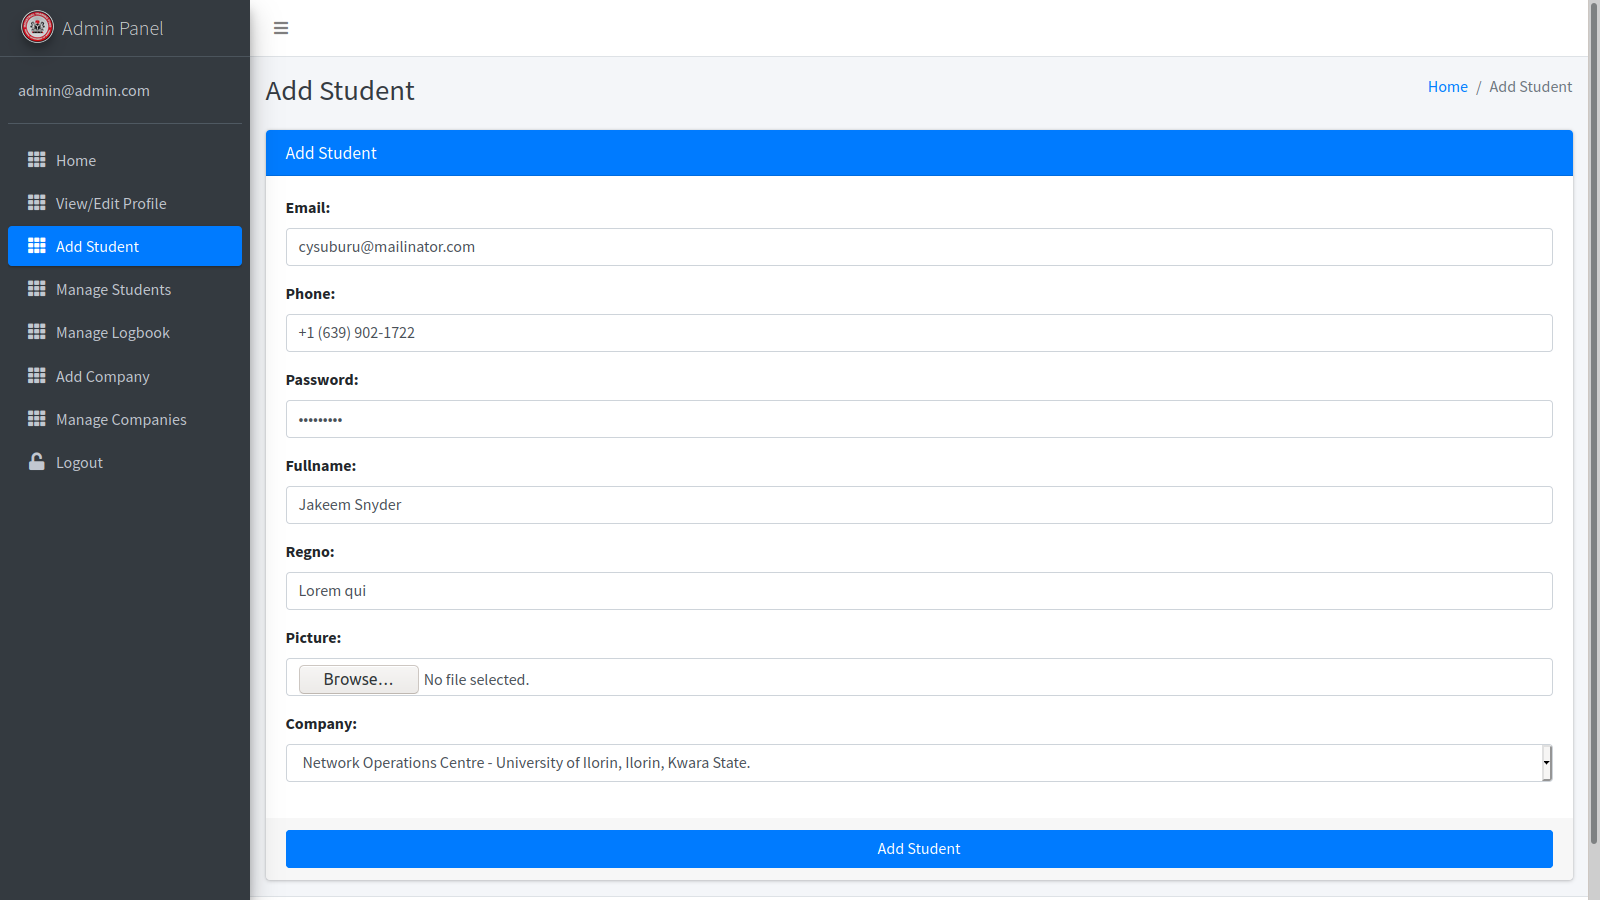 Admin Panel
admin@admin.com
Home
View/Edit Profile
Add Student
Manage Students
Manage Logbook
Add Company
Manage Companies
Logout
Add Student
Home / Add Student
Add Student
Email:
cysuburu@mailinator.com
Phone:
+1 (639) 902-1722
Password:
•••••••••
Fullname:
Jakeem Snyder
Regno:
Lorem qui
Picture:
Browse... No file selected.
Company:
Network Operations Centre - University of Ilorin, Ilorin, Kwara State.
Add Student